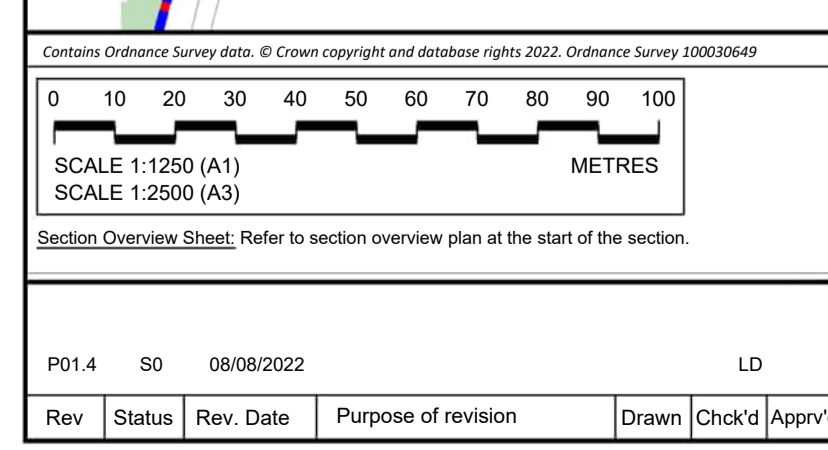 Contains Ordnance Survey data. © Crown copyright and database rights 2022. Ordnance Survey 100030649
0 10 20 30 40 50 60 70 80 90 100
SCALE 1:1250 (A1) METRES
SCALE 1:2500 (A3)
Section Overview Sheet: Refer to section overview plan at the start of the section.
P01.4 S0 08/08/2022 LD
Rev Status Rev. Date Purpose of revision Drawn Chck'd Apprv'